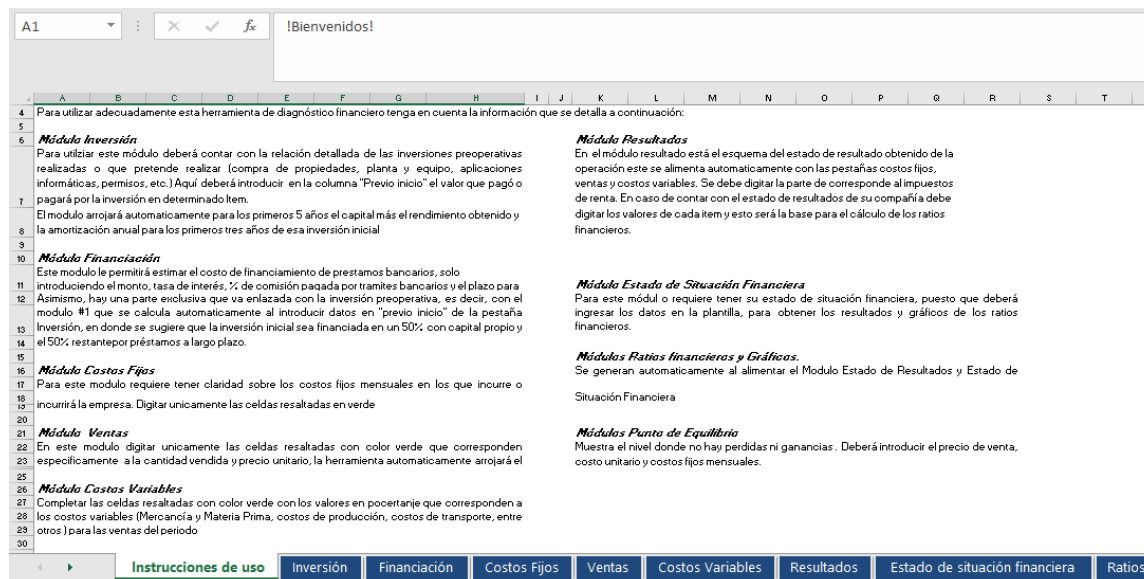 A1
fx
!Bienvenidos!
A B C D E F G H I J K L M N O P Q R S T
4 Para utilizar adecuadamente esta herramienta de diagnóstico financiero tenga en cuenta la información que se detalla a continuación:
5
6 Módulo Inversión
Para utilziar este módulo deberá contar con la relación detallada de las inversiones preoperativas
realizadas o que pretende realizar (compra de propiedades, planta y equipo, aplicaciones
informáticas, permisos, etc.) Aquí deberá introducir en la columna "Previo inicio" el valor que pagó o
7 pagará por la inversión en determinado Item.
El modulo arrojará automaticamente para los primeros 5 años el capital más el rendimiento obtenido y
8 la amortización anual para los primeros tres años de esa inversión inicial
9
10 Módulo Financiación
Este modulo le permitirá estimar el costo de financiamiento de prestamos bancarios, solo
11 introduciendo el monto, tasa de interés, % de comisión pagada por tramites bancarios y el plazo para
12 Asimismo, hay una parte exclusiva que va enlazada con la inversión preoperativa, es decir, con el
modulo #1 que se calcula automaticamente al introducir datos en "previo inicio" de la pestaña
13 Inversión, en donde se sugiere que la inversión inicial sea financiada en un 50% con capital propio y
14 el 50% restantepor préstamos a largo plazo.
15
16 Módulo Costos Fijos
17 Para este modulo requiere tener claridad sobre los costos fijos mensuales en los que incurre o
18
19 incurrirá la empresa. Digitar unicamente las celdas resaltadas en verde
20
21 Módulo Ventas
22 En este modulo digitar unicamente las celdas resaltadas con color verde que corresponden
23 especificamente a la cantidad vendida y precio unitario, la herramienta automaticamente arrojará el
25
26 Módulo Costos Variables
27 Completar las celdas resaltadas con color verde con los valores en pocertanje que corresponden a
28 los costos variables (Mercancía y Materia Prima, costos de producción, costos de transporte, entre
29 otros ) para las ventas del periodo
30
Módulo Resultados
En el módulo resultado está el esquema del estado de resultado obtenido de la
operación este se alimenta automaticamente con las pestañas costos fijos,
ventas y costos variables. Se debe digitar la parte de corresponde al impuestos
de renta. En caso de contar con el estado de resultados de su compañía debe
digitar los valores de cada item y esto será la base para el cálculo de los ratios
financieros.
Módulo Estado de Situación Financiera
Para este módul o requiere tener su estado de situación financiera, puesto que deberá
ingresar los datos en la plantilla, para obtener los resultados y gráficos de los ratios
financieros.
Módulos Ratios financieros y Gráficos.
Se generan automaticamente al alimentar el Modulo Estado de Resultados y Estado de
Situación Financiera
Módulos Punto de Equilibrio
Muestra el nivel donde no hay perdidas ni ganancias . Deberá introducir el precio de venta,
costo unitario y costos fijos mensuales.
Instrucciones de uso Inversión Financiación Costos Fijos Ventas Costos Variables Resultados Estado de situación financiera Ratios